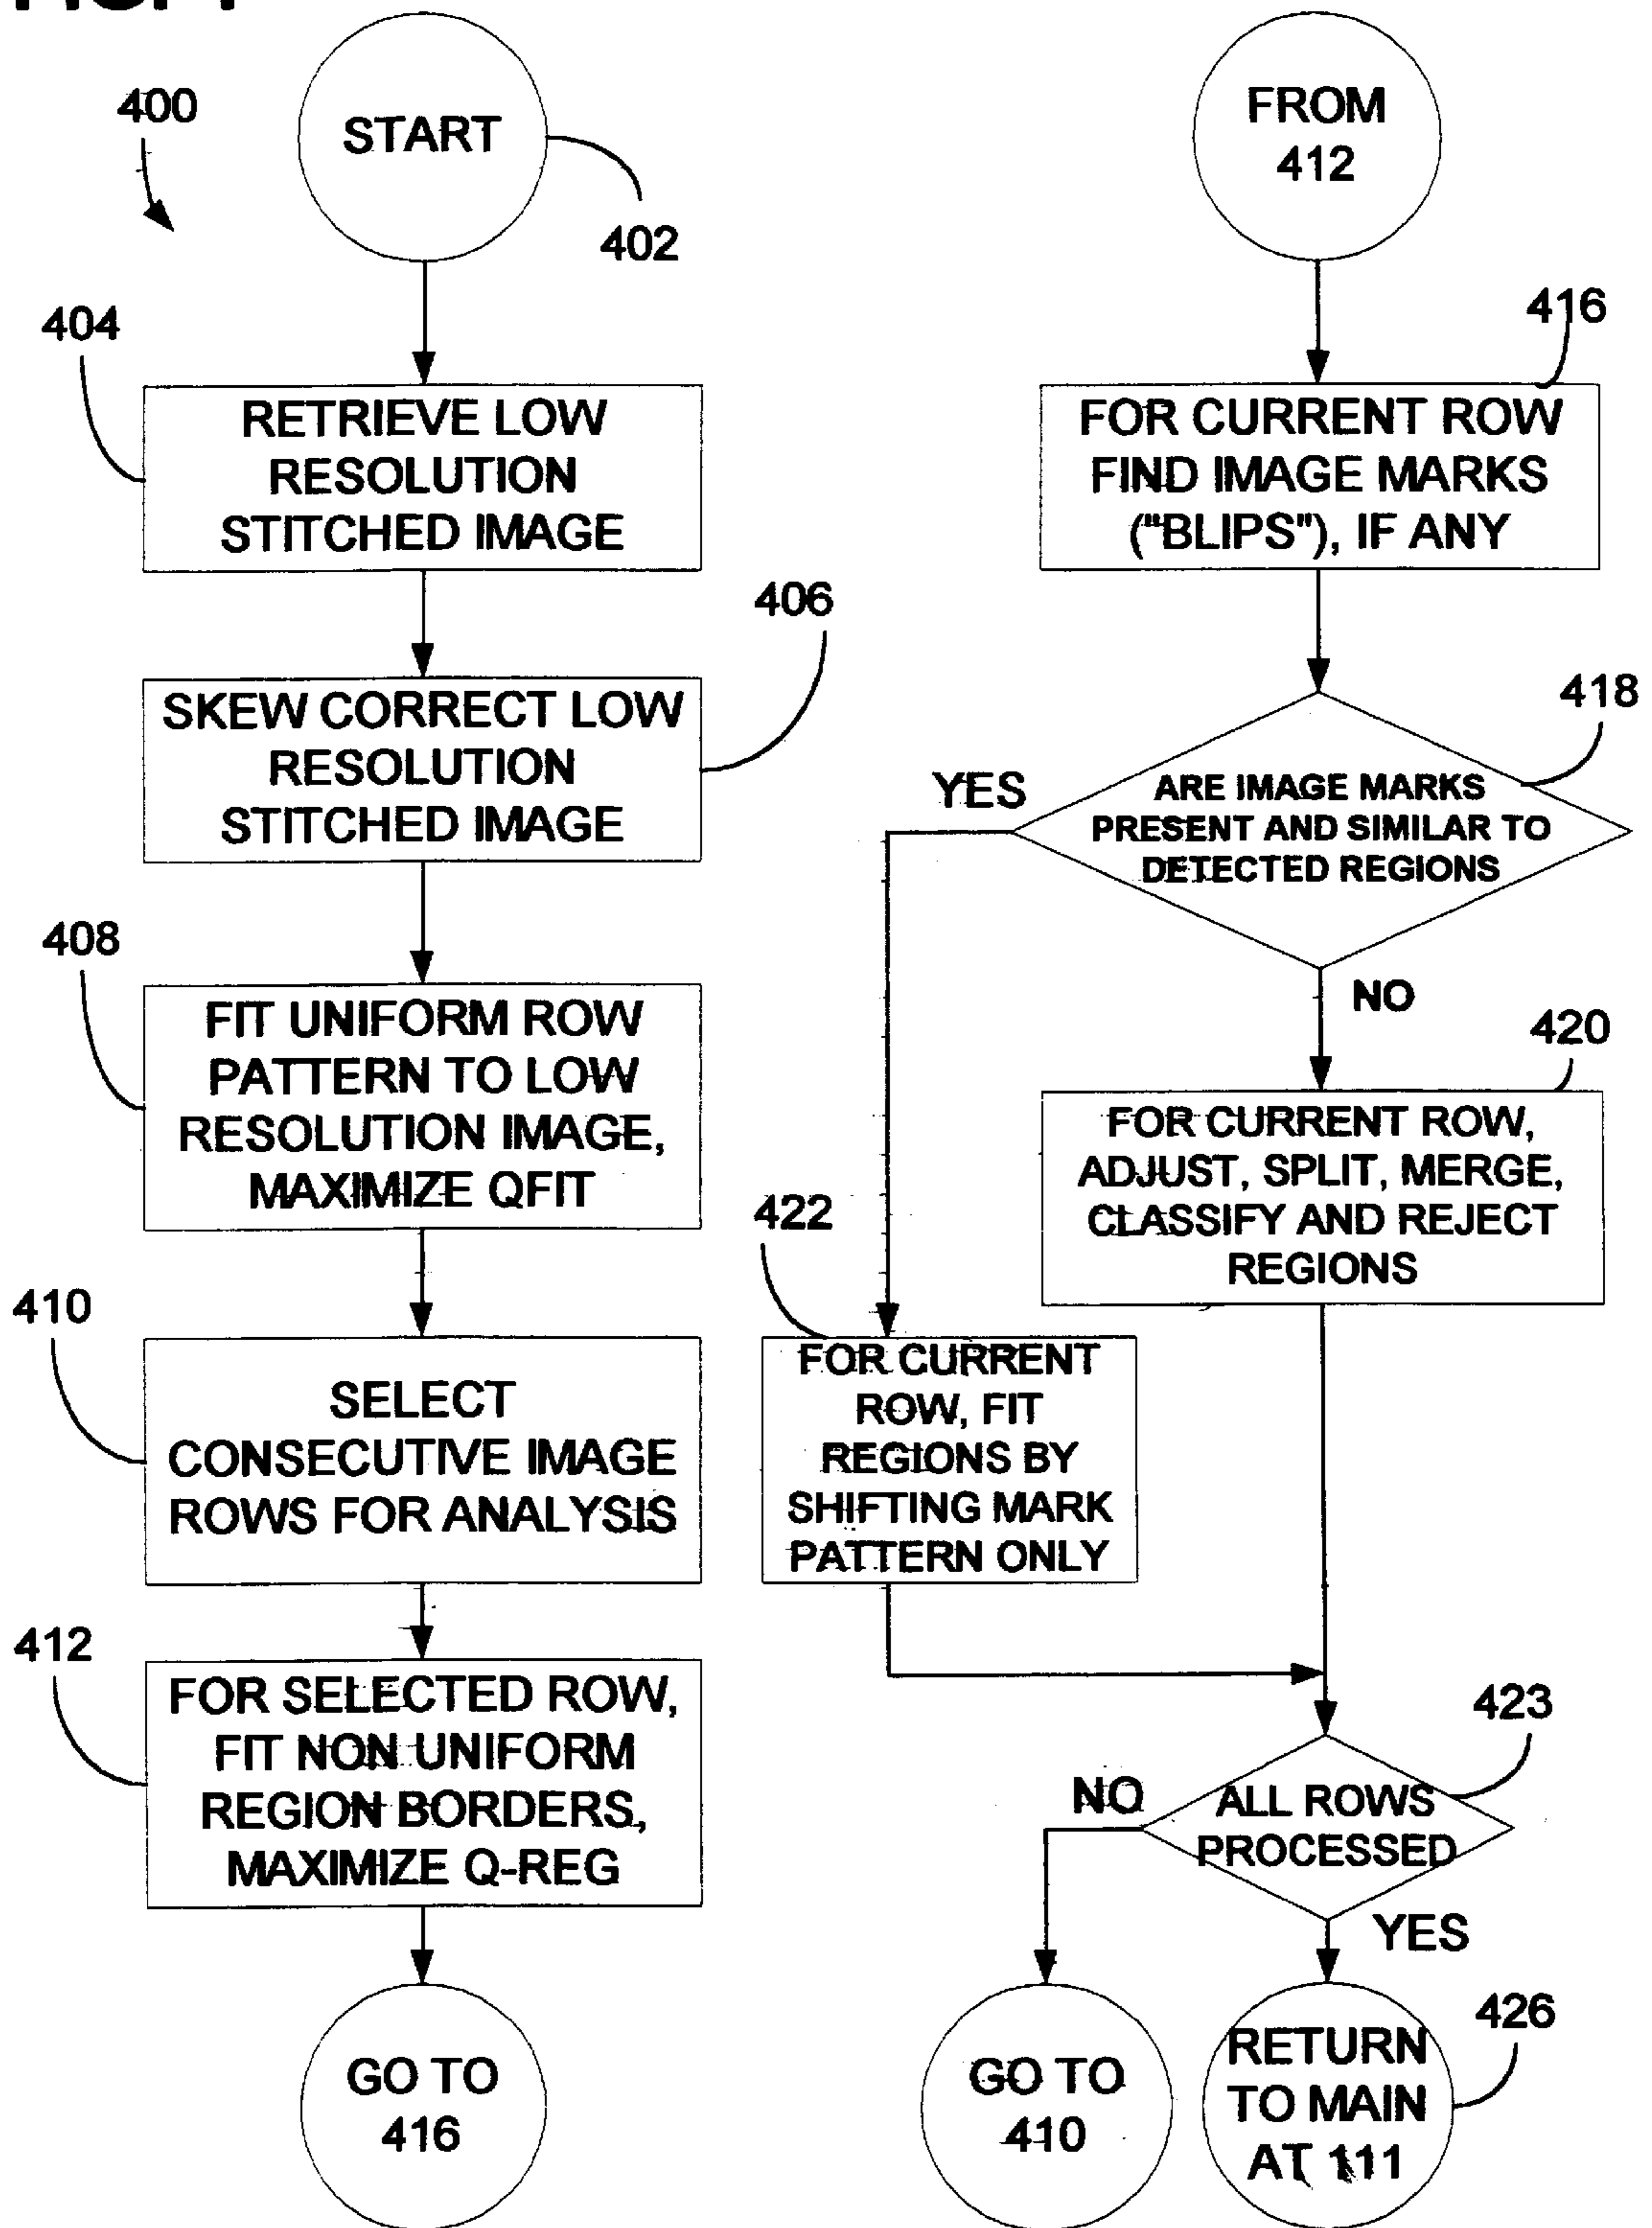 400
START
402
404
RETRIEVE LOW
RESOLUTION
STITCHED IMAGE
406
SKEW CORRECT LOW
RESOLUTION
STITCHED IMAGE
408
FIT UNIFORM ROW
PATTERN TO LOW
RESOLUTION IMAGE,
MAXIMIZE QFIT
410
SELECT
CONSECUTIVE IMAGE
ROWS FOR ANALYSIS
412
FOR SELECTED ROW,
FIT NON UNIFORM
REGION BORDERS,
MAXIMIZE Q-REG
GO TO
416
FROM
412
416
FOR CURRENT ROW
FIND IMAGE MARKS
("BLIPS"), IF ANY
418
YES
ARE IMAGE MARKS
PRESENT AND SIMILAR TO
DETECTED REGIONS
NO
420
FOR CURRENT ROW,
ADJUST, SPLIT, MERGE,
CLASSIFY AND REJECT
REGIONS
422
FOR CURRENT
ROW, FIT
REGIONS BY
SHIFTING MARK
PATTERN ONLY
423
NO
ALL ROWS
PROCESSED
YES
GO TO
410
426
RETURN
TO MAIN
AT 111